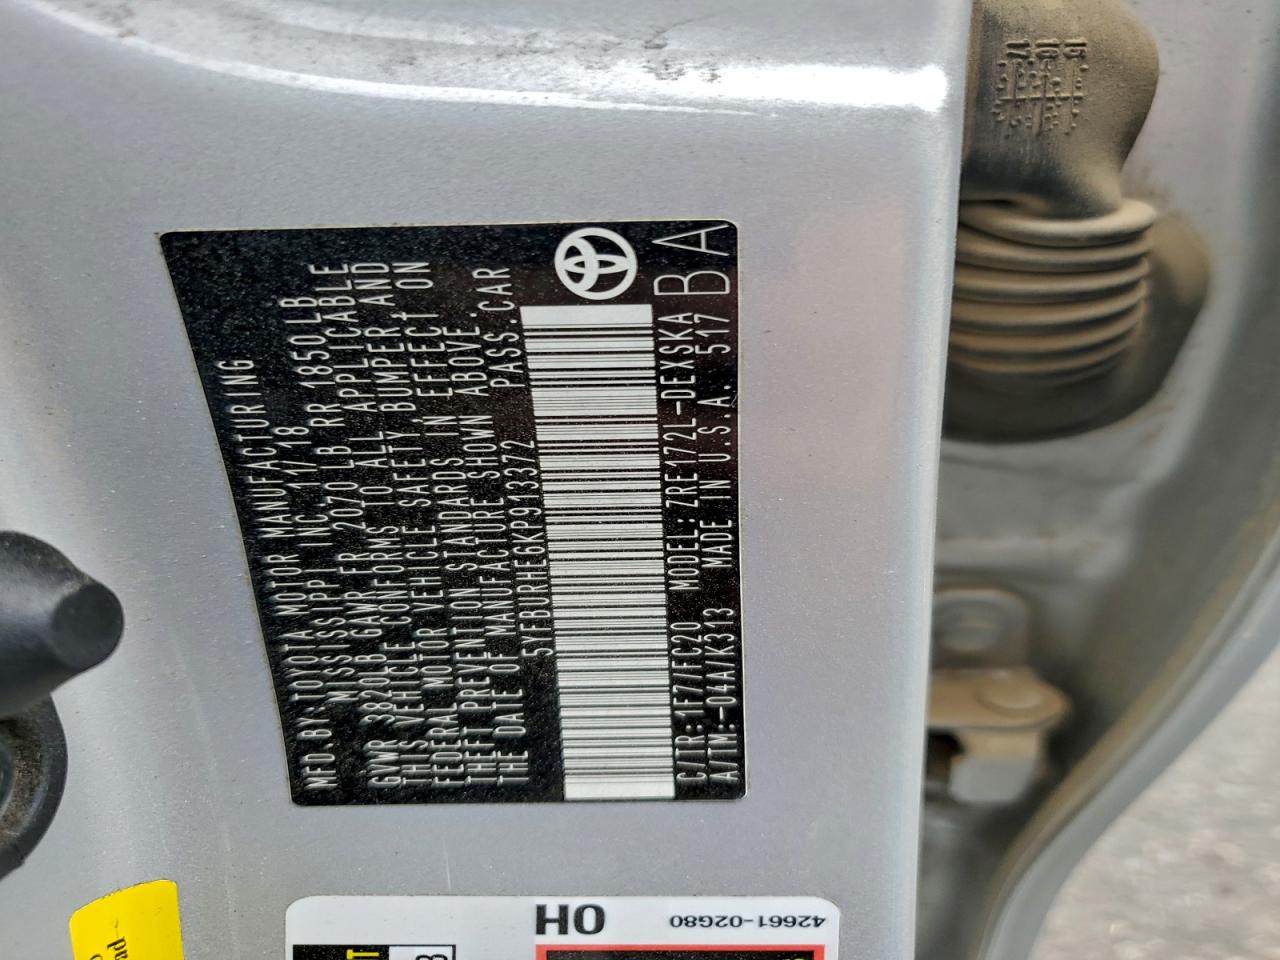 MFD.BY TOYOTA MOTOR MANUFACTURING
MISSISSIPPI INC. 11/18
GVWR 3820LB GAWR FR 2070 LB RR 1850LB
THIS VEHICLE CONFORMS TO ALL APPLICABLE
FEDERAL MOTOR VEHICLE SAFETY, BUMPER, AND
THEFT PREVENTION STANDARDS IN EFFECT ON
THE DATE OF MANUFACTURE SHOWN ABOVE.
5YFBURHE6KP913372 PASS.CAR
C/TR:1F7/FC20 MODEL:ZRE172L-DEXSKA BA
A/TM:-04A/K313 MADE IN U.S.A. 517
0H
42661-02G80